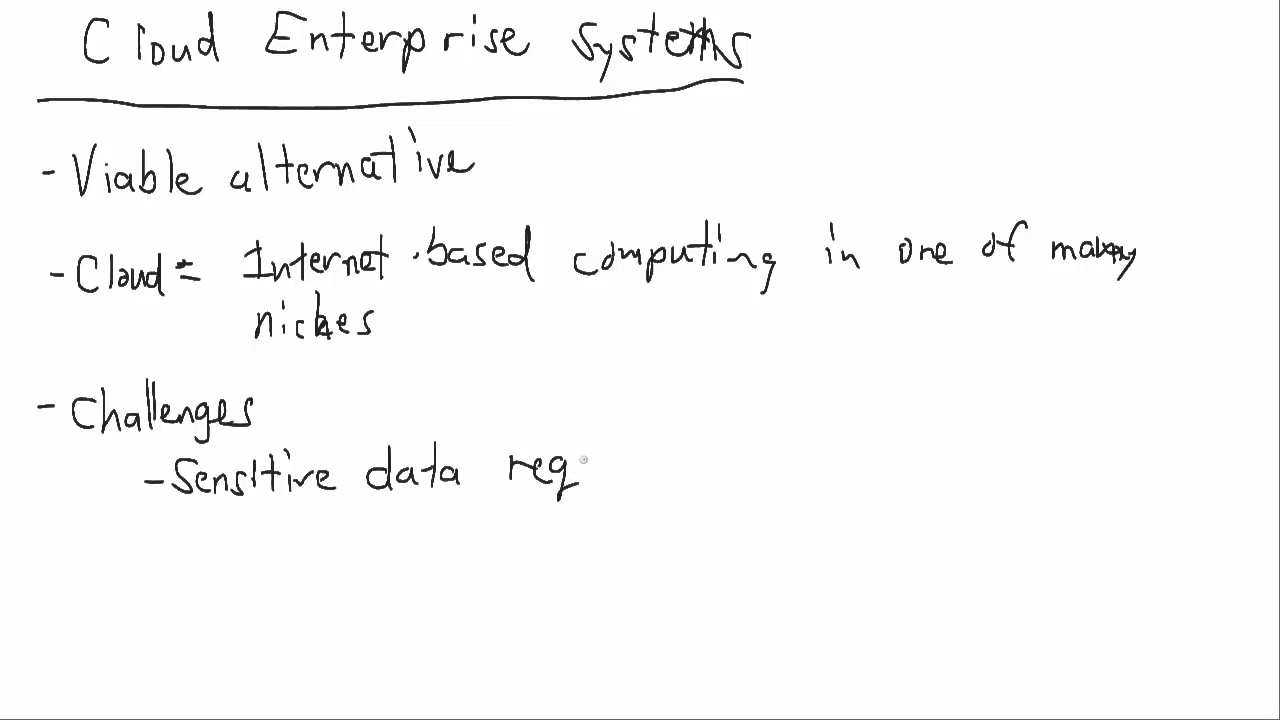 Cloud Enterprise Systems
- Viable alternative
- Cloud = Internet-based computing in one of many
niches
- Challenges
- Sensitive data req